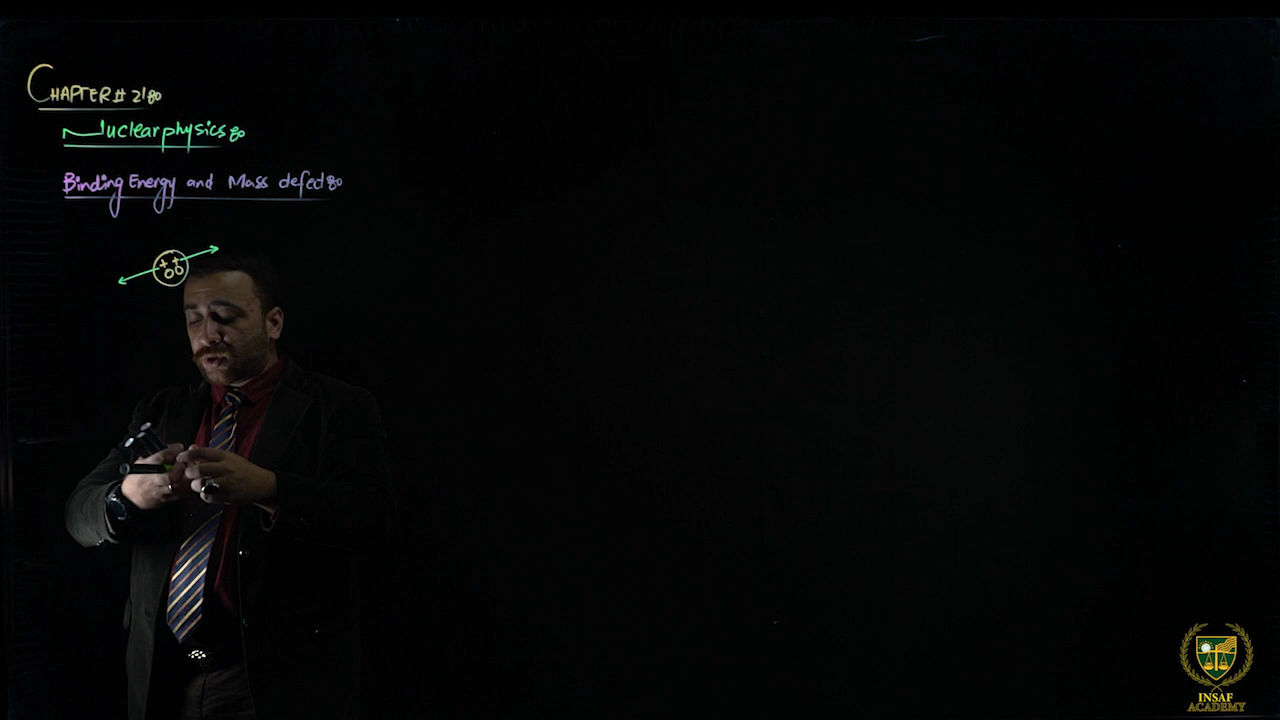 CHAPTER # 21:
Nuclear physics:
Binding Energy and Mass defect:
+ +
INSAF
ACADEMY